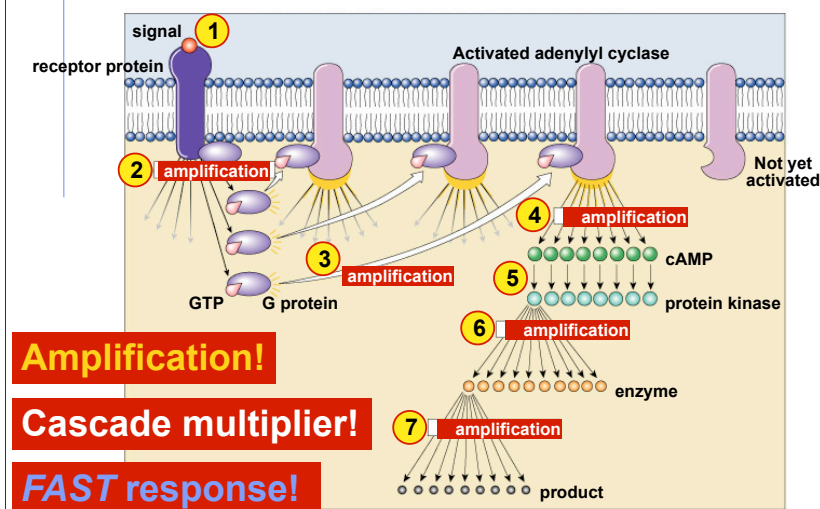 signal
1
receptor protein
Activated adenylyl cyclase
2
amplification
Not yet
activated
4
amplification
3
amplification
cAMP
5
GTP
G protein
protein kinase
6
amplification
Amplification!
enzyme
Cascade multiplier!
7
amplification
FAST response!
product